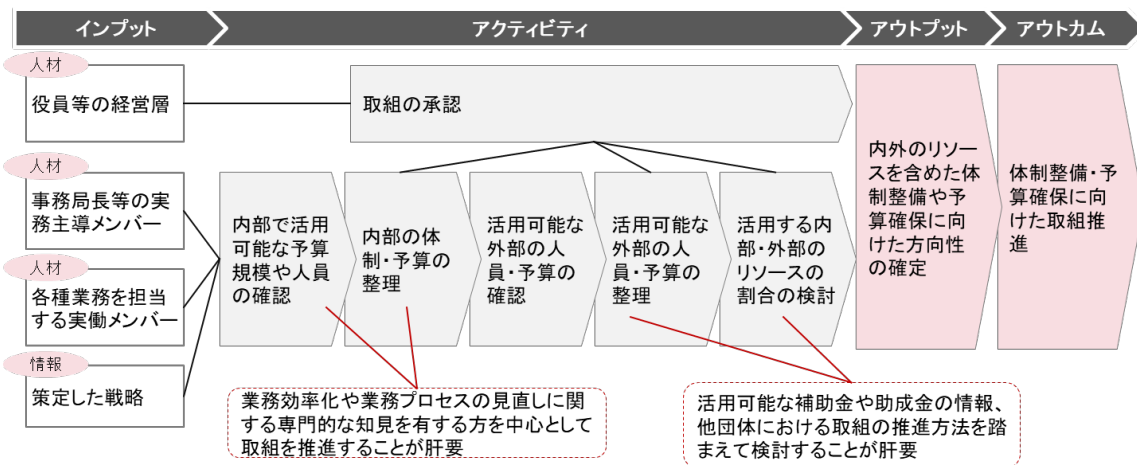 インプット
アクティビティ
アウトプット
アウトカム
人材
役員等の経営層
取組の承認
人材
事務局長等の実
務主導メンバー
人材
各種業務を担当
する実働メンバー
情報
策定した戦略
内部で活用
可能な予算
規模や人員
の確認
内部の体
制・予算の
整理
活用可能な
外部の人
員・予算の
確認
活用可能な
外部の人
員・予算の
整理
活用する内
部・外部の
リソースの
割合の検討
内外のリソー
スを含めた体
制整備や予
算確保に向
けた方向性
の確定
体制整備・予
算確保に向
けた取組推
進
業務効率化や業務プロセスの見直しに関
する専門的な知見を有する方を中心として
取組を推進することが肝要
活用可能な補助金や助成金の情報、
他団体における取組の推進方法を踏
まえて検討することが肝要